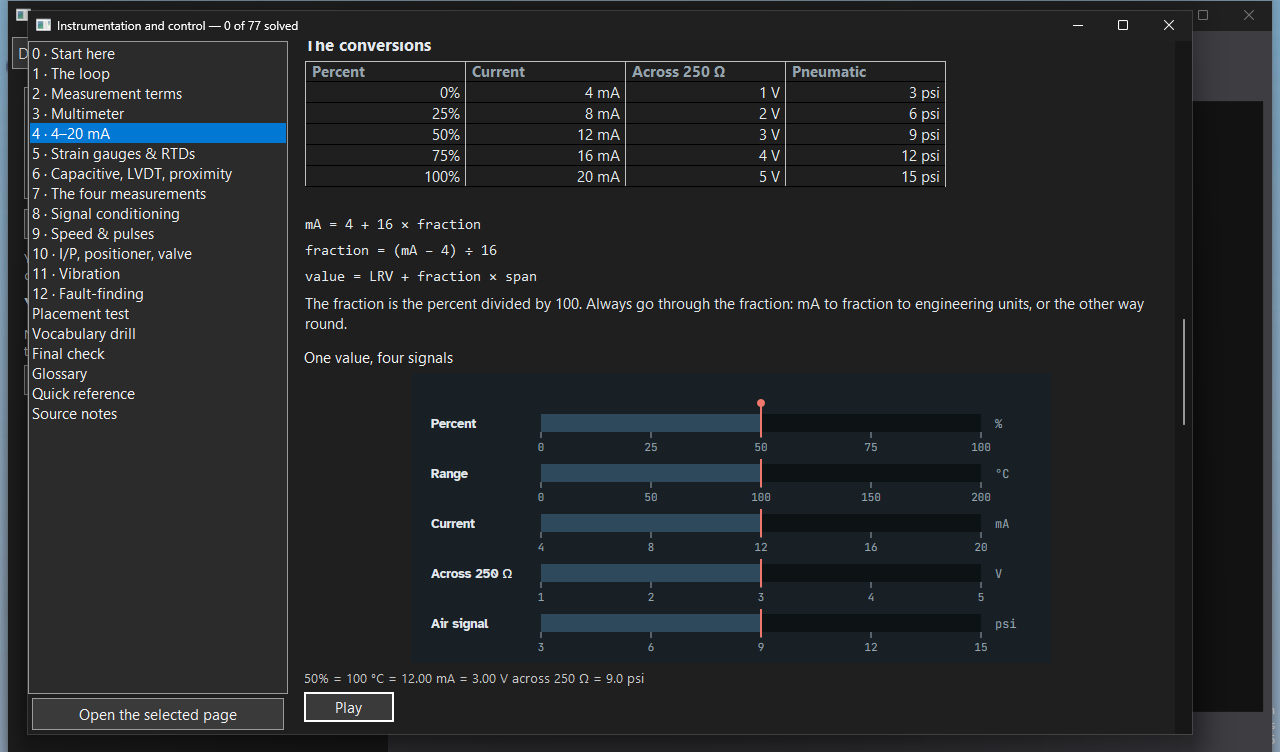 Instrumentation and control — 0 of 77 solved
0 · Start here
1 · The loop
2 · Measurement terms
3 · Multimeter
4 · 4–20 mA
5 · Strain gauges & RTDs
6 · Capacitive, LVDT, proximity
7 · The four measurements
8 · Signal conditioning
9 · Speed & pulses
10 · I/P, positioner, valve
11 · Vibration
12 · Fault-finding
Placement test
Vocabulary drill
Final check
Glossary
Quick reference
Source notes
Open the selected page
The conversions
Percent Current Across 250 Ω Pneumatic
0% 4 mA 1 V 3 psi
25% 8 mA 2 V 6 psi
50% 12 mA 3 V 9 psi
75% 16 mA 4 V 12 psi
100% 20 mA 5 V 15 psi
mA = 4 + 16 × fraction
fraction = (mA − 4) ÷ 16
value = LRV + fraction × span
The fraction is the percent divided by 100. Always go through the fraction: mA to fraction to engineering units, or the other way
round.
One value, four signals
Percent %
0 25 50 75 100
Range °C
0 50 100 150 200
Current mA
4 8 12 16 20
Across 250 Ω V
1 2 3 4 5
Air signal psi
3 6 9 12 15
50% = 100 °C = 12.00 mA = 3.00 V across 250 Ω = 9.0 psi
Play